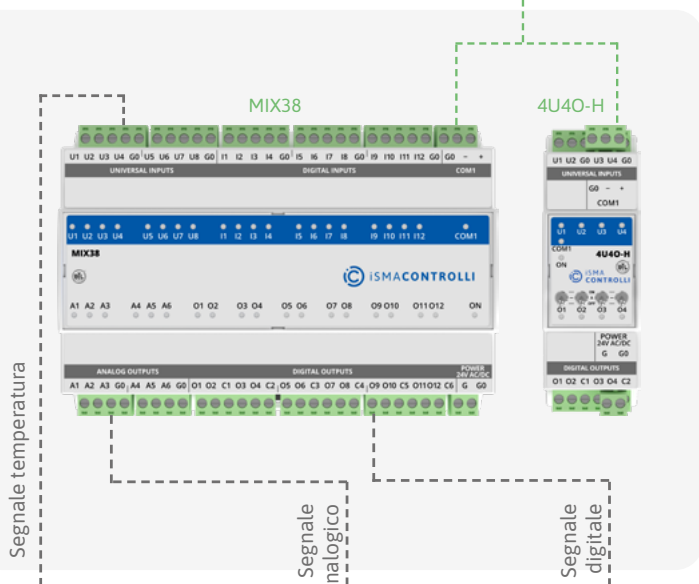 MIX38
4U4O-H
U1 U2 U3 U4 G0 U5 U6 U7 U8 G0 I1 I2 I3 I4 G0 I5 I6 I7 I8 G0 I9 I10 I11 I12 G0 G0 − +
UNIVERSAL INPUTS DIGITAL INPUTS COM1
U1 U2 U3 U4 U5 U6 U7 U8 I1 I2 I3 I4 I5 I6 I7 I8 I9 I10 I11 I12 COM1
MIX38
iSMACONTROLLI
A1 A2 A3 A4 A5 A6 O1 O2 O3 O4 O5 O6 O7 O8 O9 O10 O11 O12 ON
ANALOG OUTPUTS DIGITAL OUTPUTS POWER
24V AC/DC
A1 A2 A3 G0 A4 A5 A6 G0 O1 O2 C1 O3 O4 C2 O5 O6 C3 O7 O8 C4 O9 O10 C5 O11 O12 C6 G G0
U1 U2 G0 U3 U4 G0
UNIVERSAL INPUTS
G0 − +
COM1
U1 U2 U3 U4
COM1
ON
4U4O-H
iSMA
CONTROLLI
O1 O2 O3 O4
POWER
24V AC/DC
G G0
DIGITAL OUTPUTS
O1 O2 C1 O3 O4 C2
Segnale temperatura
Segnale
nalogico
Segnale
digitale